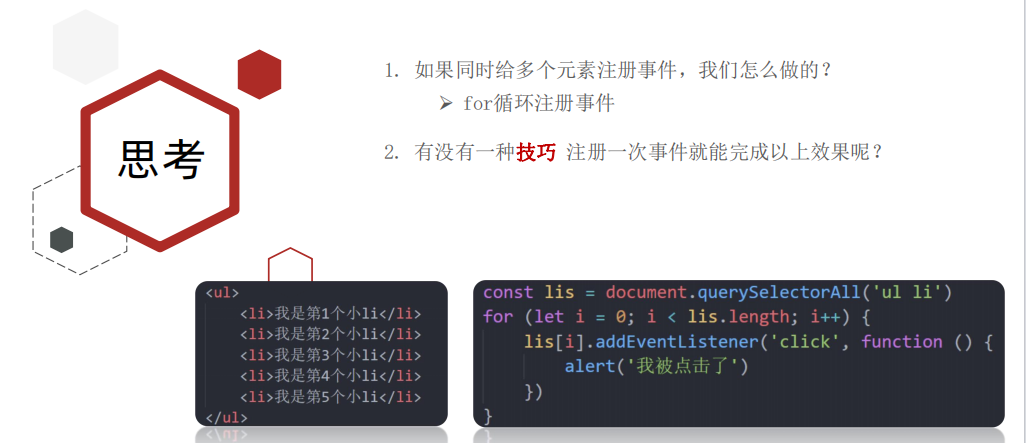 思考
1. 如果同时给多个元素注册事件，我们怎么做的？
➢ for循环注册事件
2. 有没有一种技巧 注册一次事件就能完成以上效果呢？
<ul>
<li>我是第1个小li</li>
<li>我是第2个小li</li>
<li>我是第3个小li</li>
<li>我是第4个小li</li>
<li>我是第5个小li</li>
</ul>
const lis = document.querySelectorAll('ul li')
for (let i = 0; i < lis.length; i++) {
lis[i].addEventListener('click', function () {
alert('我被点击了')
})
}